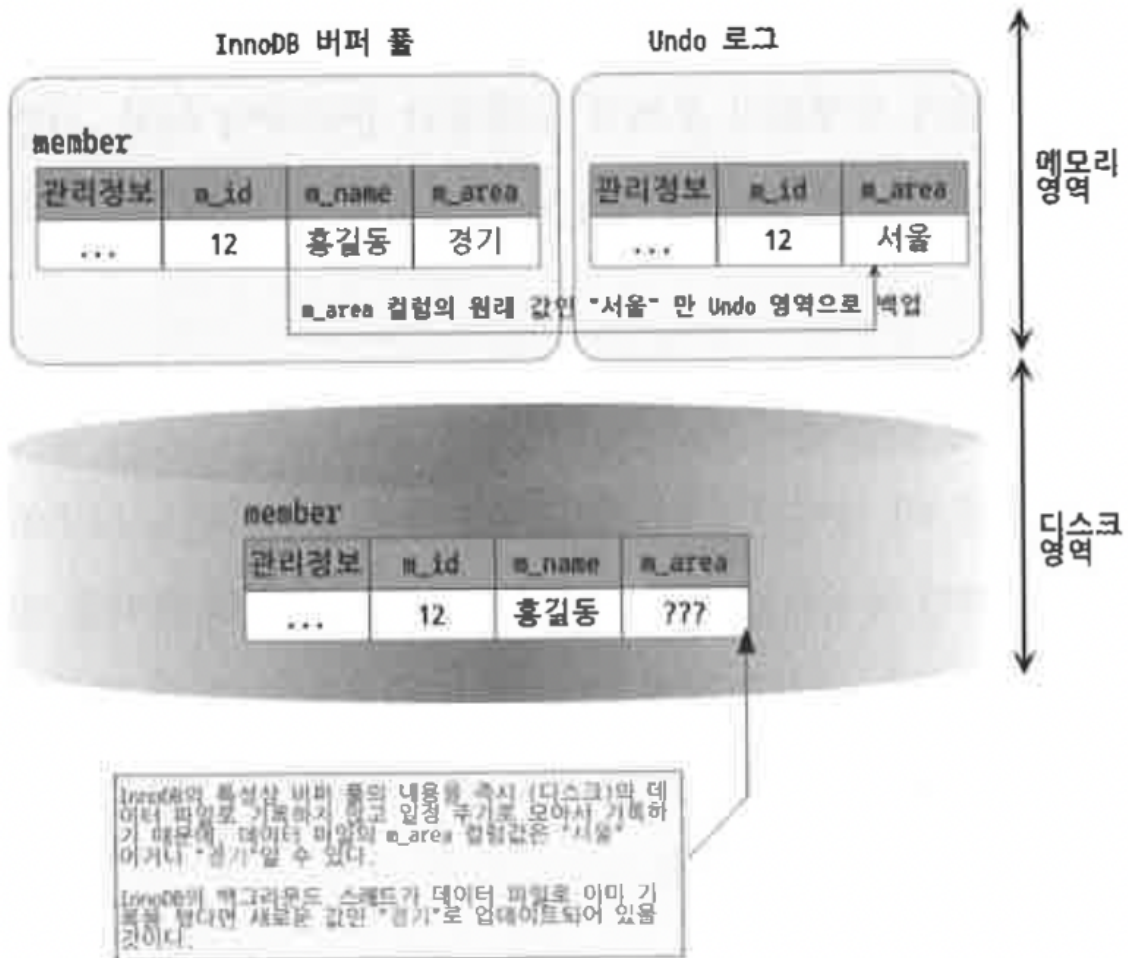 InnoDB 버퍼 풀 Undo 로그
member
관리정보 m_id m_name m_area 관리정보 m_id m_area
... 12 홍길동 경기 ... 12 서울
m_area 컬럼의 원래 값인 "서울" 만 Undo 영역으로 백업
메모리
영역
member
관리정보 m_id m_name m_area
... 12 홍길동 ???
디스크
영역
InnoDB의 특성상 버퍼 풀의 내용을 즉시 (디스크)의 데
이터 파일로 기록하지 않고 일정 주기로 모아서 기록하
기 때문에, 데이터 파일의 m_area 컬럼값은 "서울"
이거나 "경기"일 수 있다.
InnoDB의 백그라운드 스레드가 데이터 파일로 이미 기
록을 했다면 새로운 값인 "경기"로 업데이트되어 있을
것이다.